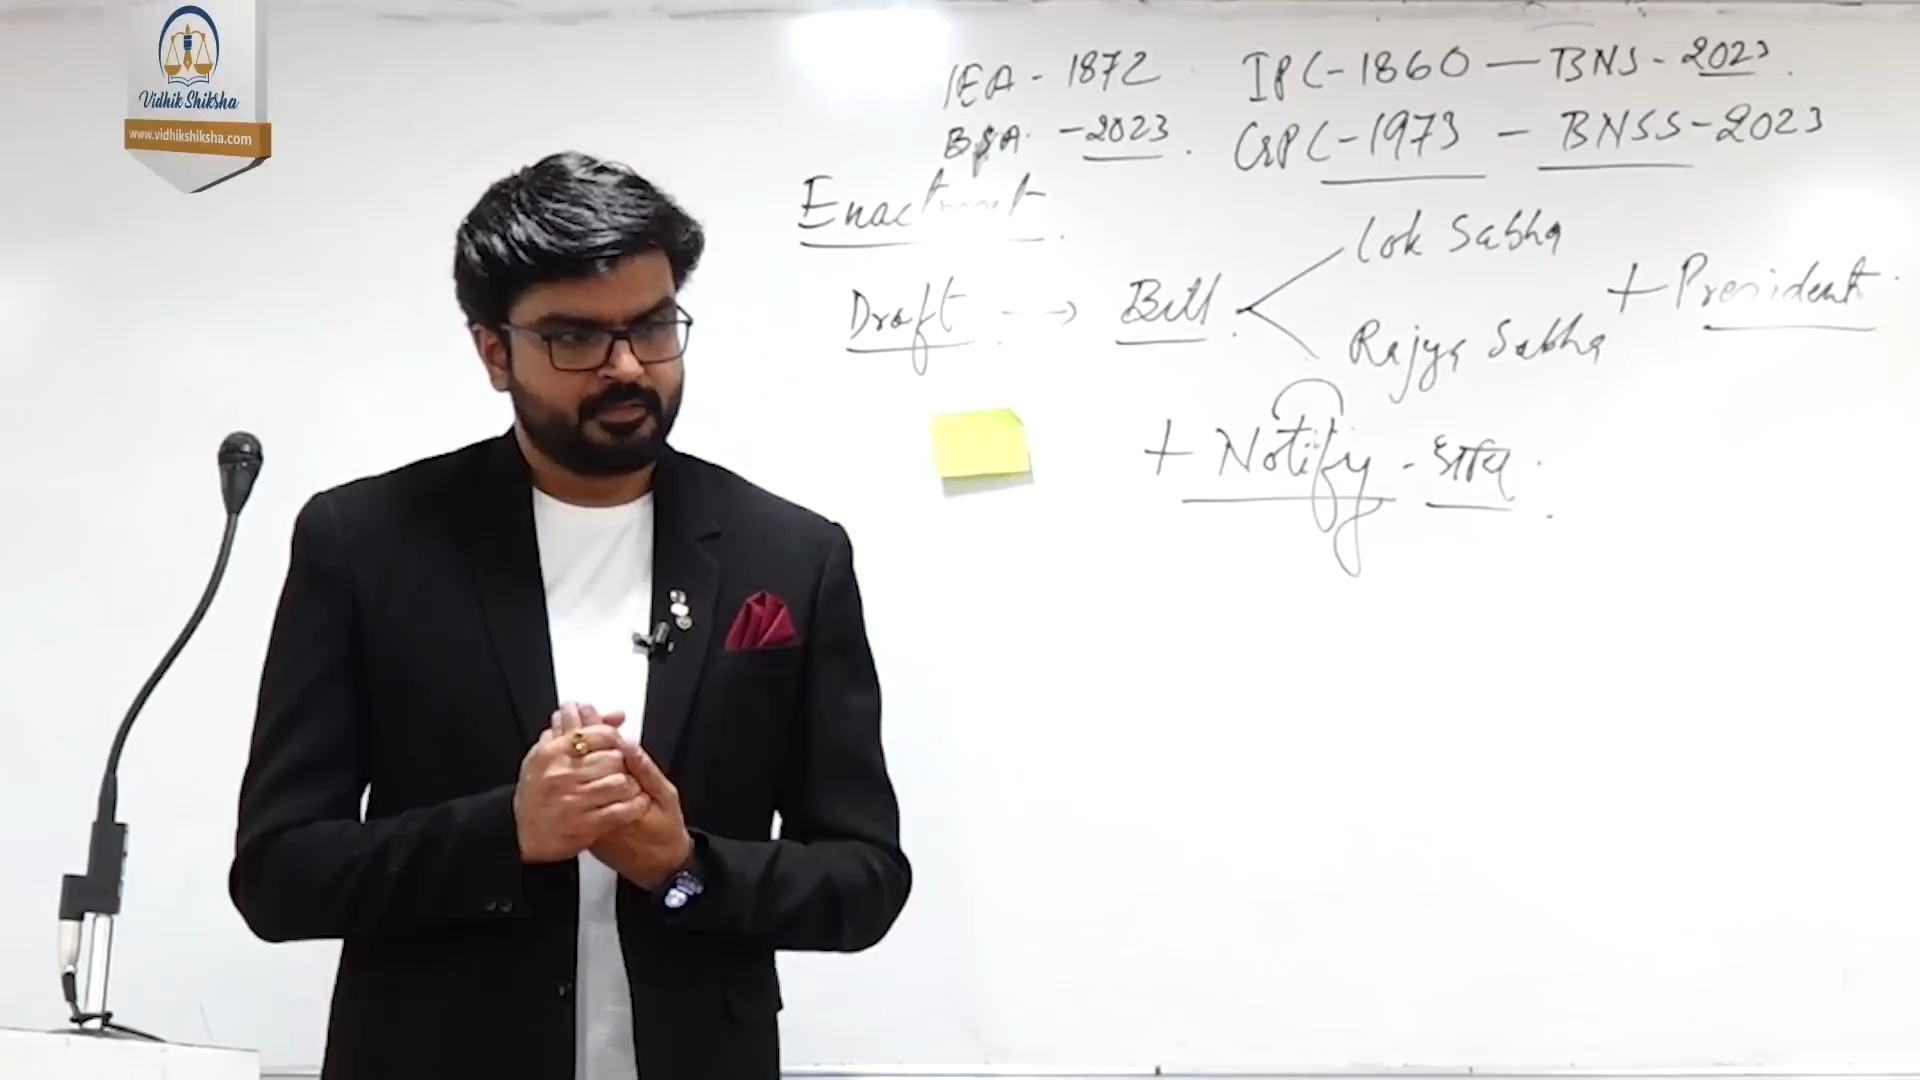 Vidhik Shiksha
www.vidhikshiksha.com
IEA - 1872 IPC - 1860 — BNS - 2023.
BSA. - 2023. CrPC - 1973 - BNSS - 2023
Enactment.
Lok Sabha
Draft → Bill. + President.
Rajya Sabha
+ Notify -